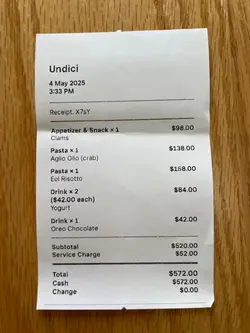 Undici
4 May 2025
3:33 PM
Receipt: X7sY
Appetizer & Snack × 1 $98.00
Clams
Pasta × 1 $138.00
Aglio Olio (crab)
Pasta × 1 $158.00
Eel Risotto
Drink × 2 $84.00
($42.00 each)
Yogurt
Drink × 1 $42.00
Oreo Chocolate
Subtotal $520.00
Service Charge $52.00
Total $572.00
Cash $572.00
Change $0.00